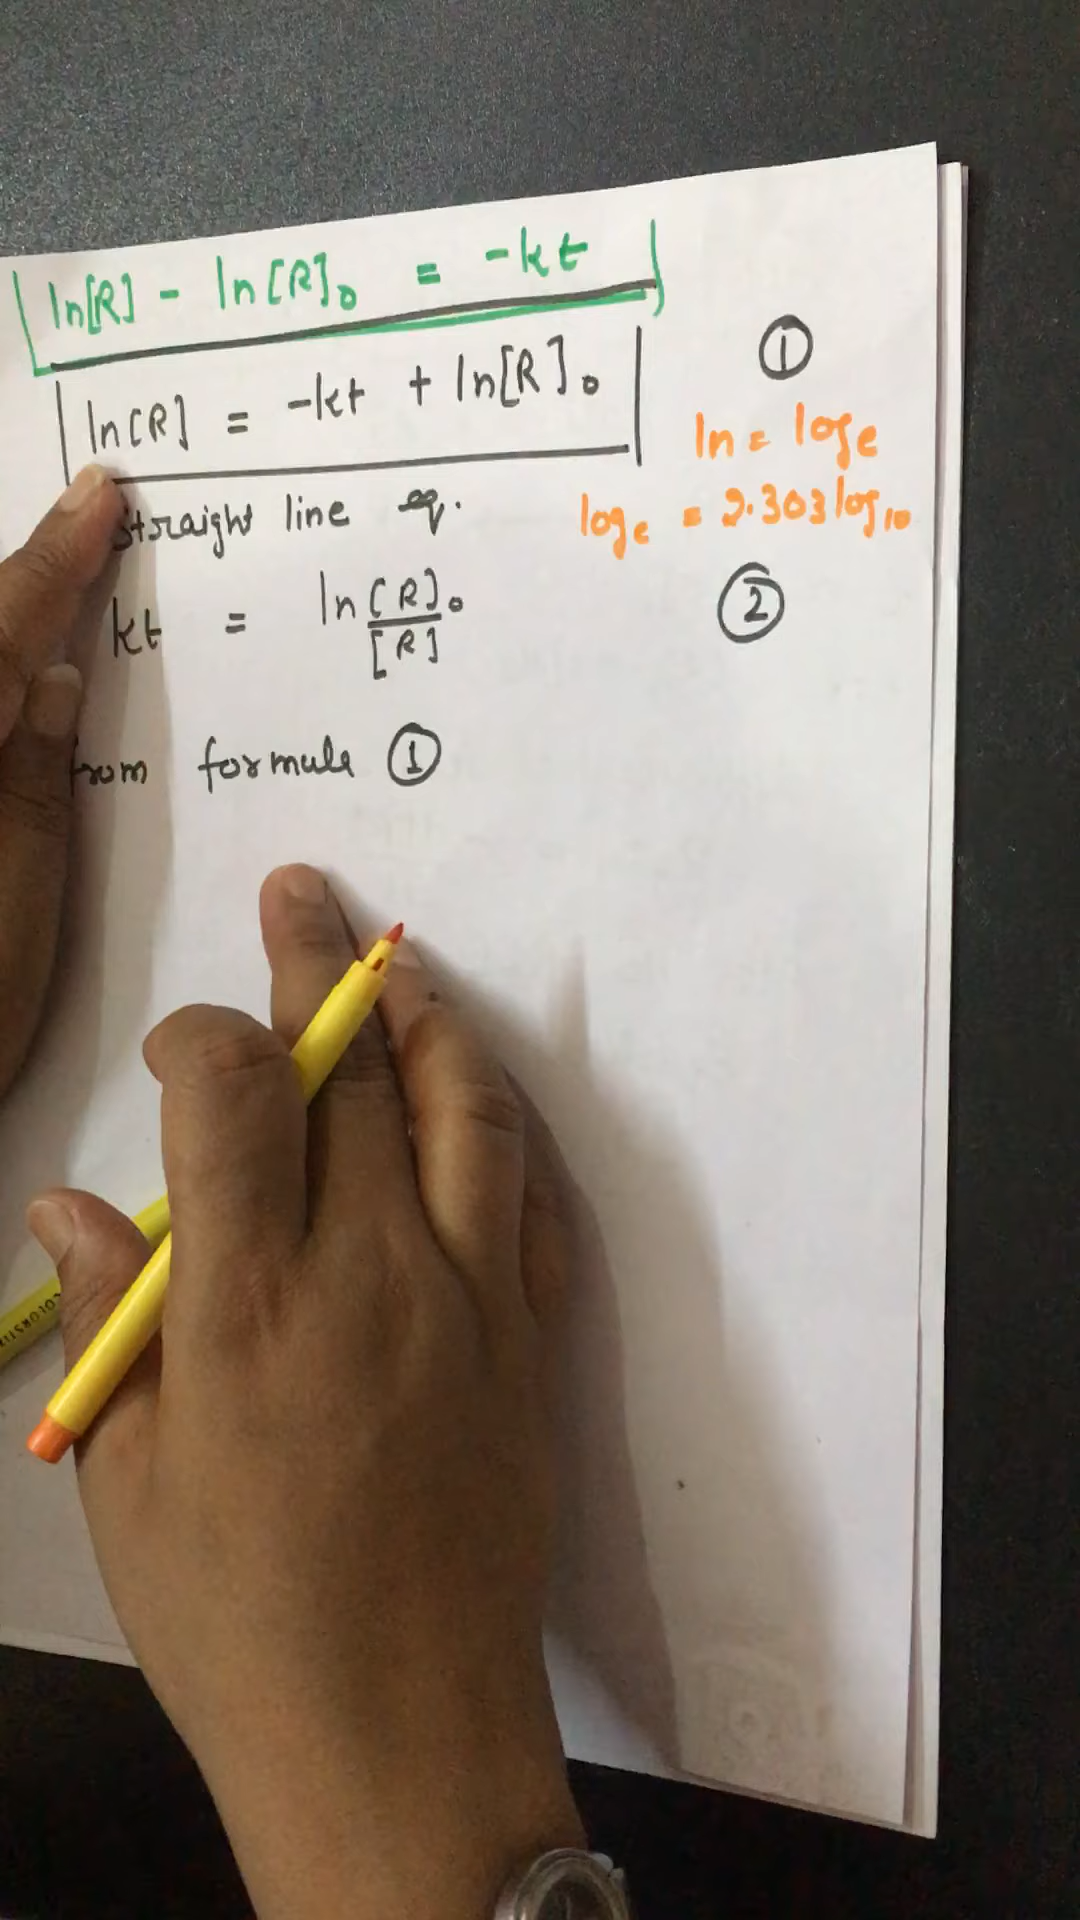 ln[R] - ln[R]₀ = -kt
ln[R] = -kt + ln[R]₀ ①
ln = logₑ
straight line eq.
logₑ = 2.303 log₁₀
kt = ln [R]₀/[R] ②
from formula ①
COLORSTIX